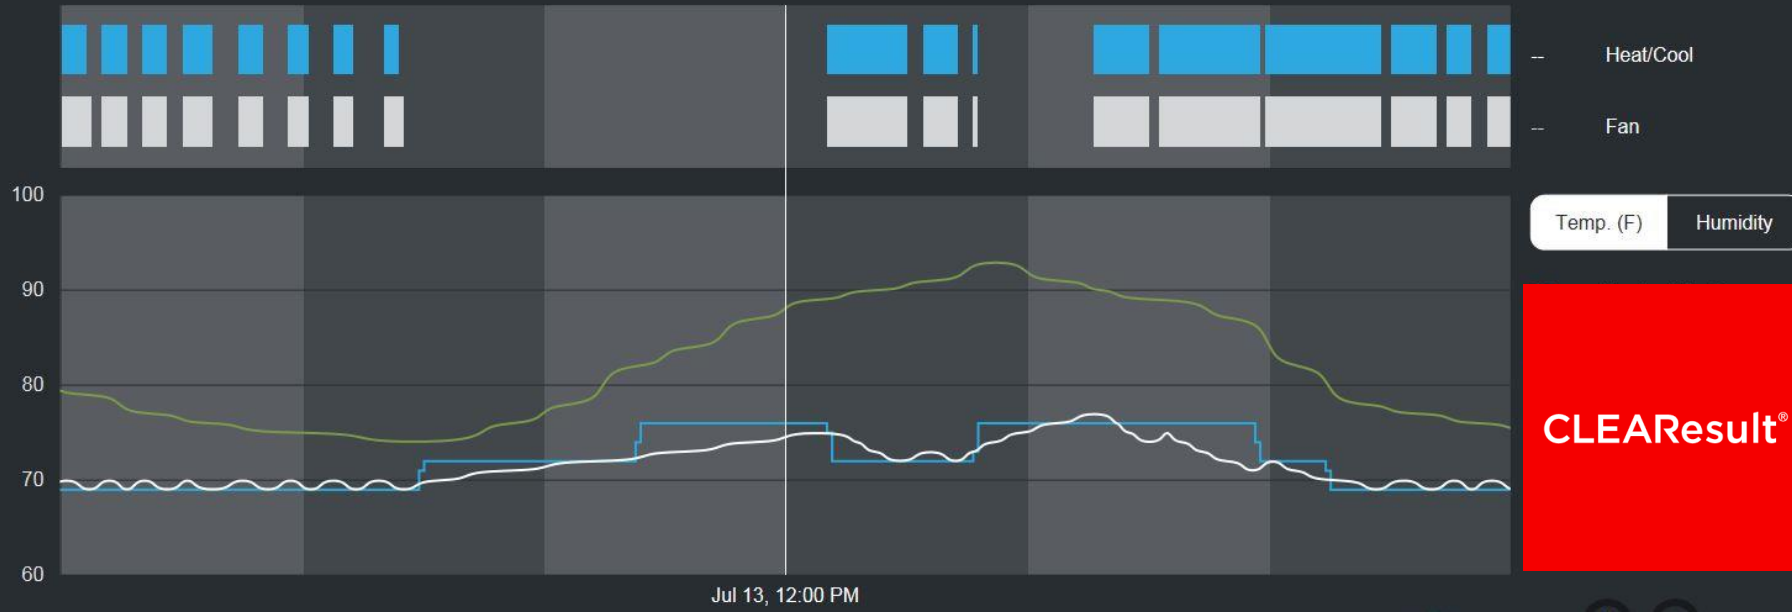 -- Heat/Cool
-- Fan
100
90
80
70
60
Jul 13, 12:00 PM
Temp. (F) Humidity
CLEAResult®